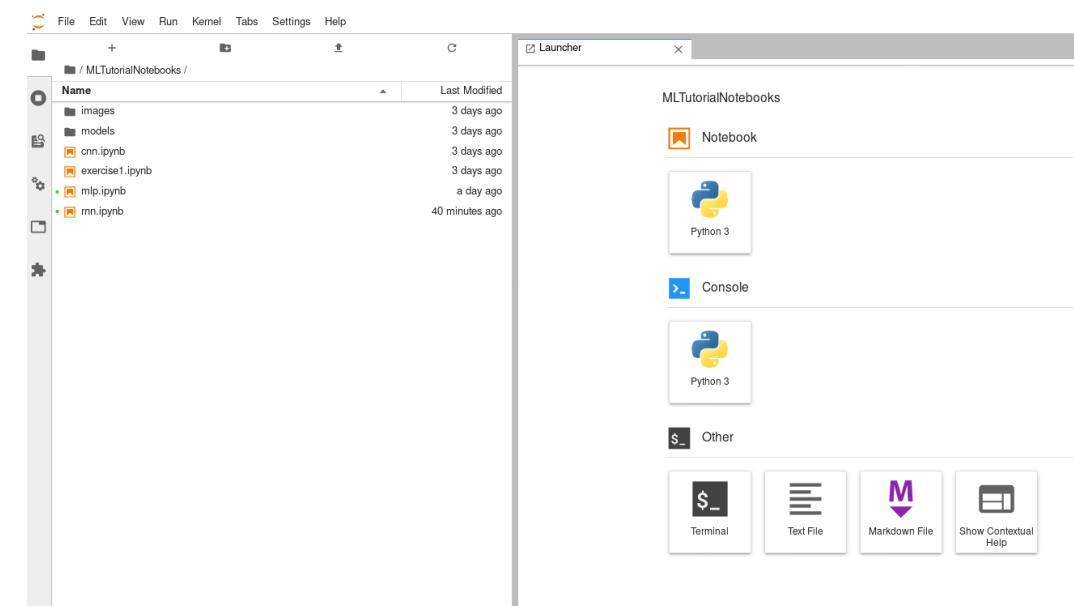 File Edit View Run Kernel Tabs Settings Help
/ MLTutorialNotebooks /
Name Last Modified
images 3 days ago
models 3 days ago
cnn.ipynb 3 days ago
exercise1.ipynb 3 days ago
mlp.ipynb a day ago
rnn.ipynb 40 minutes ago
Launcher
MLTutorialNotebooks
Notebook
Python 3
Console
Python 3
$_ Other
$_
Terminal
Text File
M
Markdown File
Show Contextual
Help